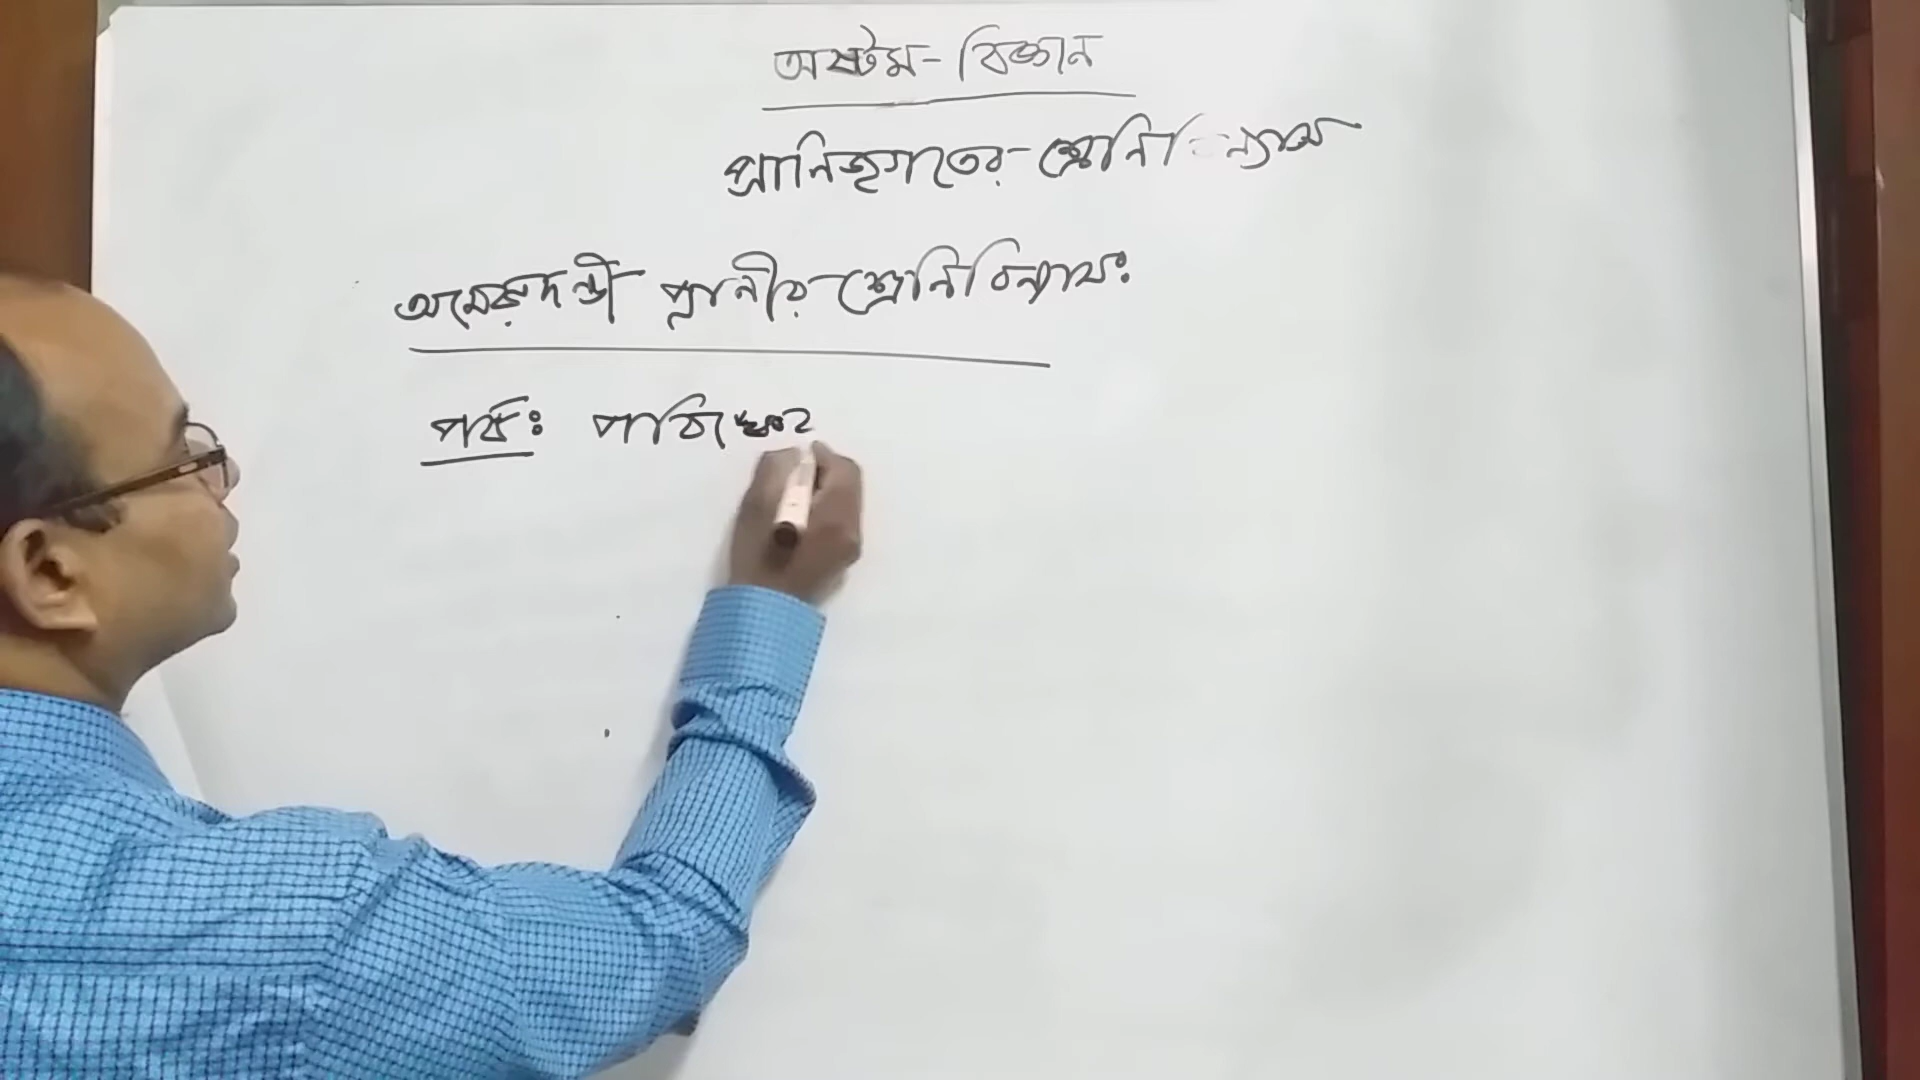 অষ্টম - বিজ্ঞান
প্রানিজগতের শ্রেনিবিন্যাস
অমেরুদন্ডী প্রানীর শ্রেনিবিন্যাসঃ
পর্বঃ